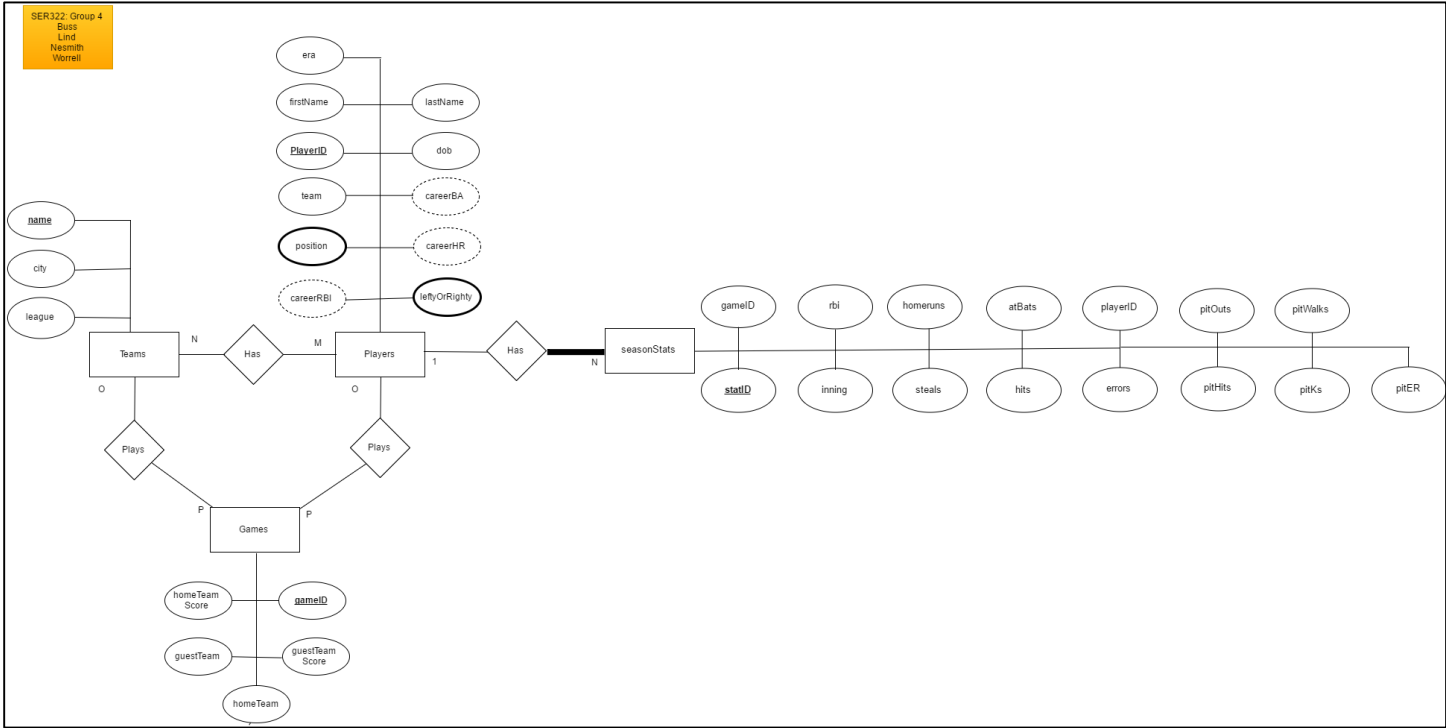 SER322: Group 4
Buss
Lind
Nesmith
Worrell
era
firstName
lastName
PlayerID
dob
team
careerBA
name
position
careerHR
city
careerRBI
leftyOrRighty
league
gameID
rbi
homeruns
atBats
playerID
pitOuts
pitWalks
Teams
N
Has
M
Players
1
Has
N
seasonStats
statID
inning
steals
hits
errors
pitHits
pitKs
pitER
O
O
Plays
Plays
P
P
Games
homeTeam
Score
gameID
guestTeam
guestTeam
Score
homeTeam